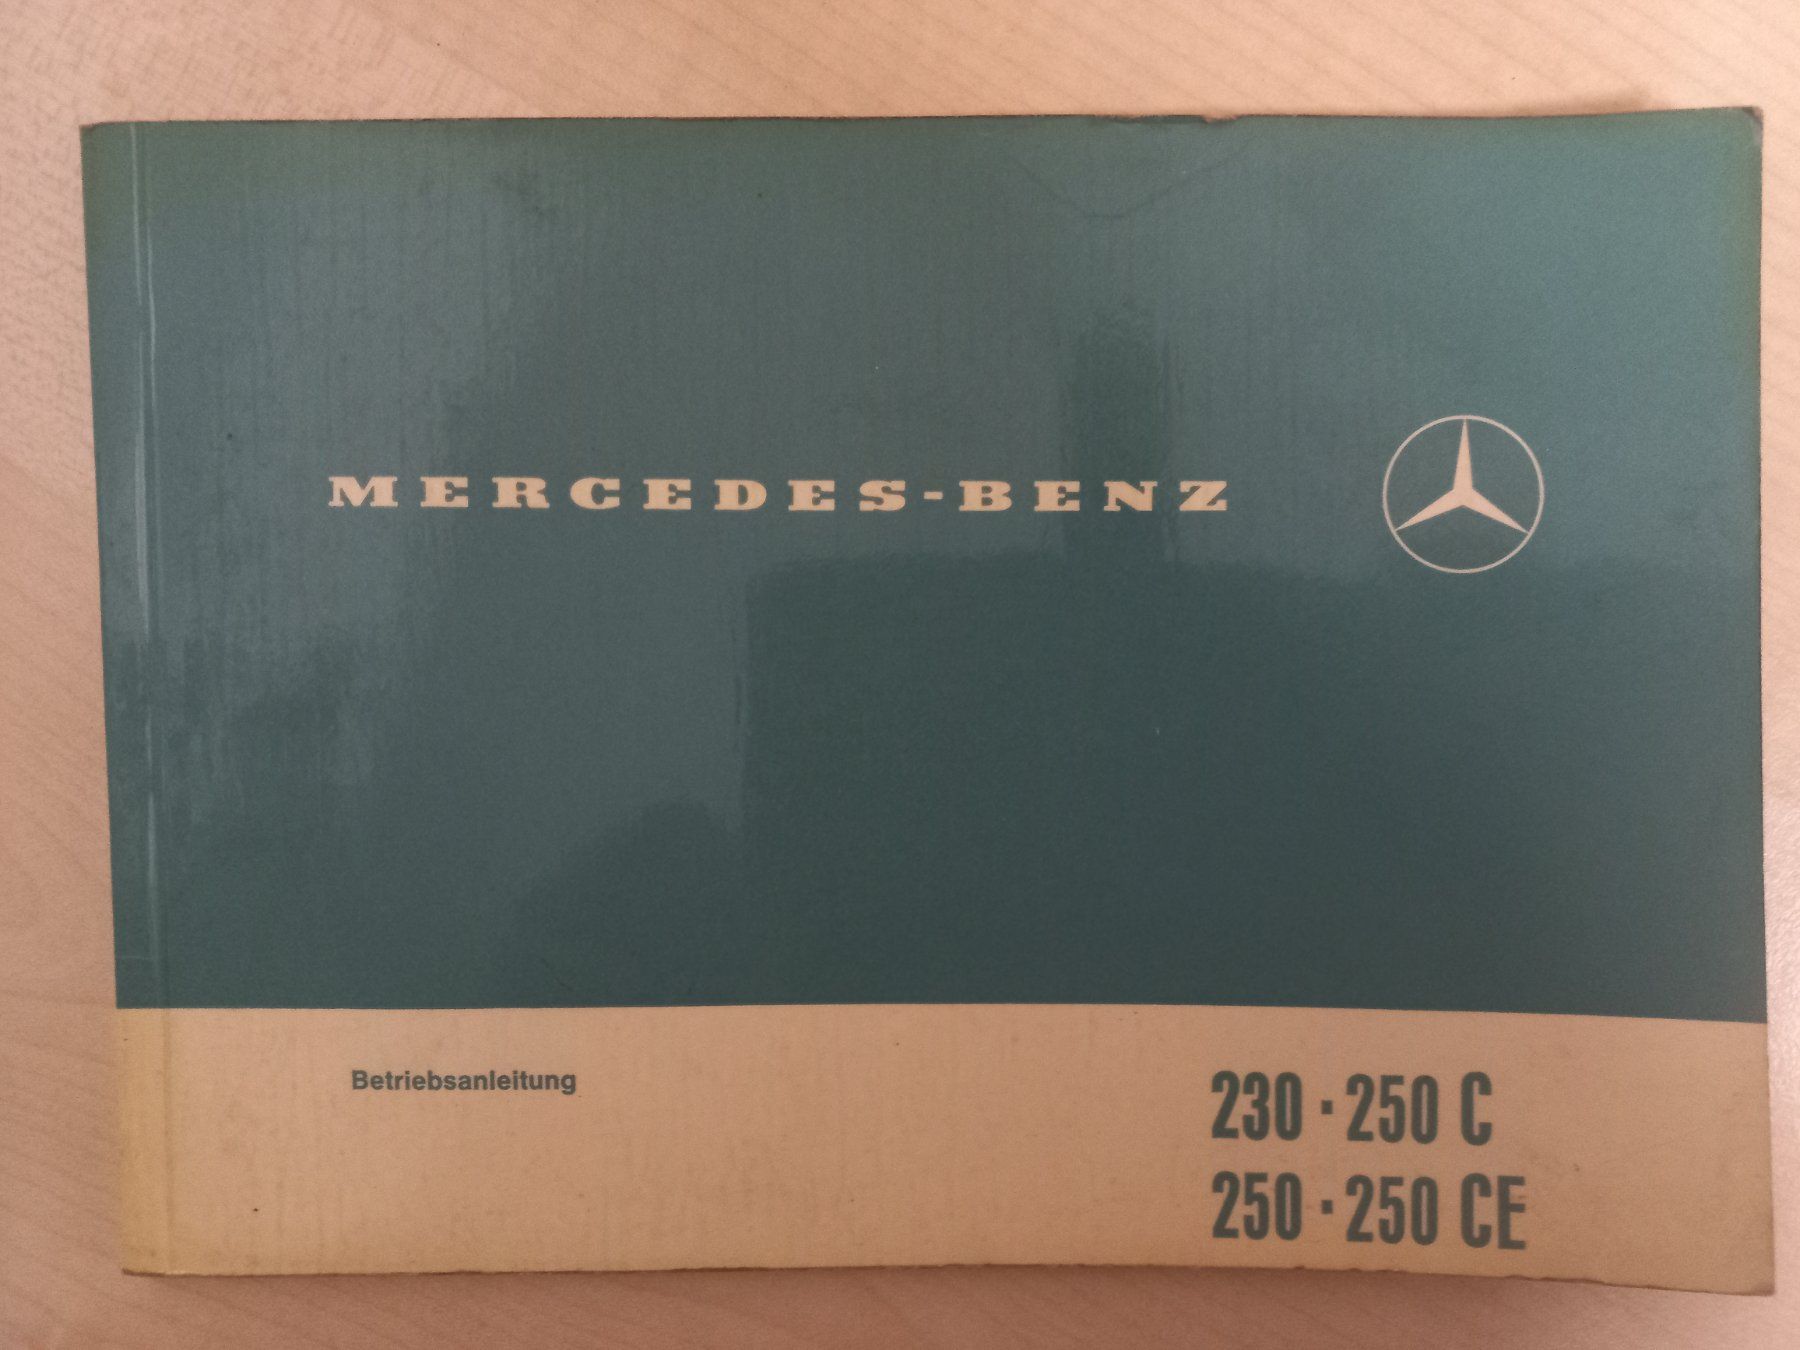 MERCEDES-BENZ
Betriebsanleitung
230 · 250 C
250 · 250 CE